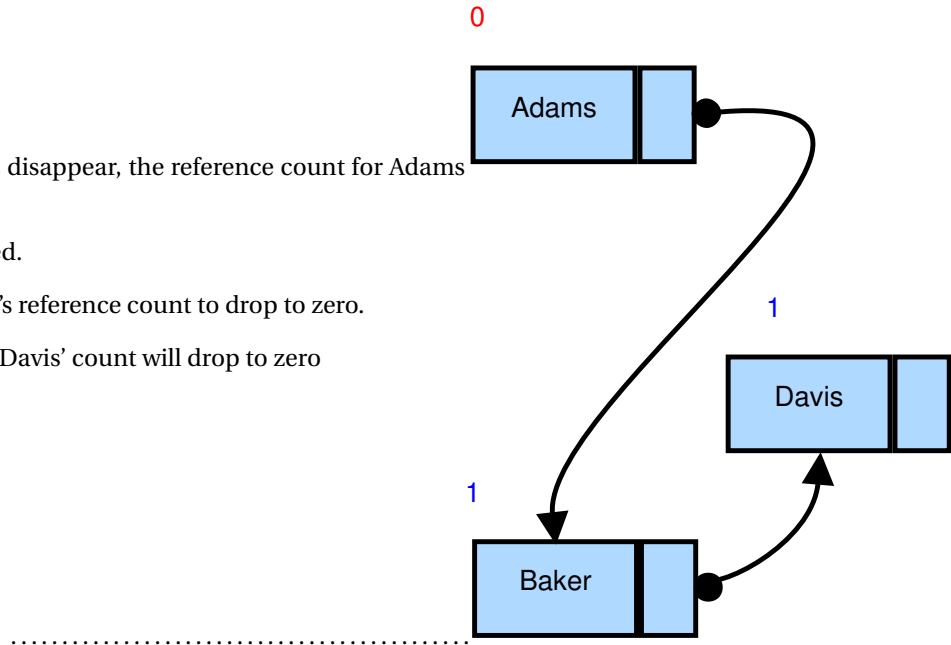 0
Adams
disappear, the reference count for Adams
ed.
's reference count to drop to zero.
1
Davis' count will drop to zero
Davis
1
Baker
..............................................